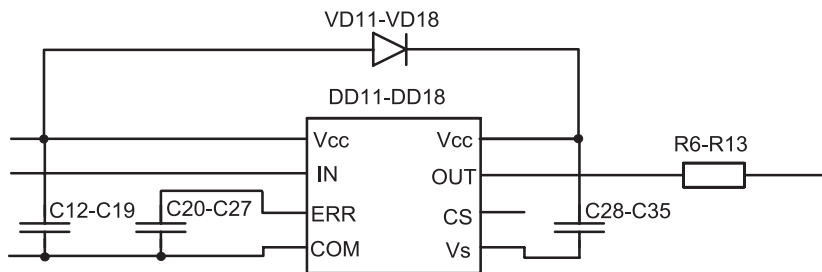 VD11-VD18
DD11-DD18
Vcc
Vcc
R6-R13
IN
OUT
C12-C19
C20-C27
ERR
CS
C28-C35
COM
Vs